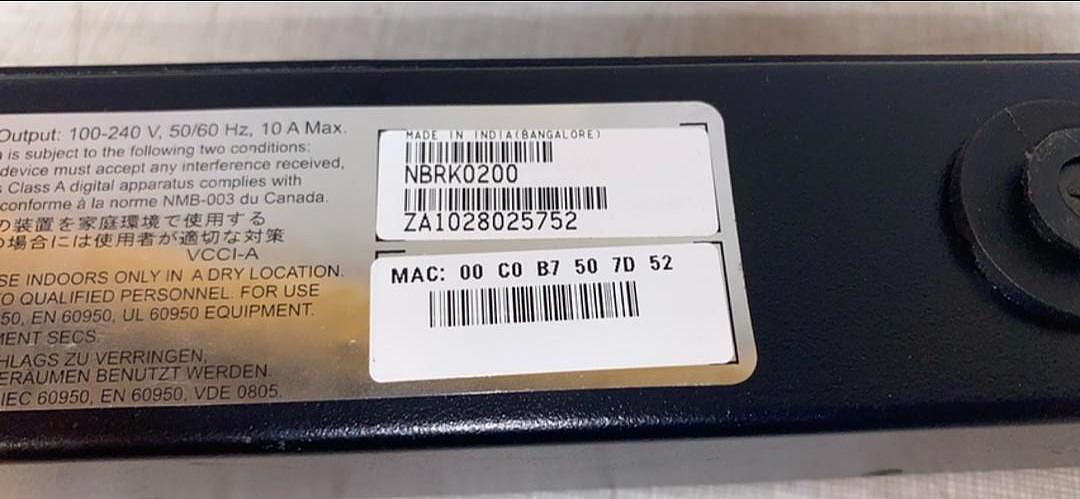 Output: 100-240 V, 50/60 Hz, 10 A Max.
is subject to the following two conditions:
device must accept any interference received,
Class A digital apparatus complies with
conforme à la norme NMB-003 du Canada.
の装置を家庭環境で使用する
の場合には使用者が適切な対策
VCCI-A
SE INDOORS ONLY IN A DRY LOCATION.
O QUALIFIED PERSONNEL. FOR USE
50, EN 60950, UL 60950 EQUIPMENT.
MENT SECS
HLAGS ZU VERRINGEN,
ERÄUMEN BENUTZT WERDEN.
IEC 60950, EN 60950, VDE 0805.
MADE IN INDIA(BANGALORE)
NBRK0200
ZA1028025752
MAC: 00 C0 B7 50 7D 52